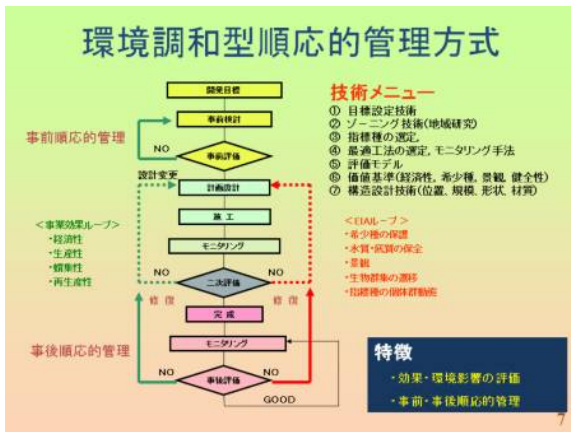 環境調和型順応的管理方式
開発目標
事前検討
事前順応的管理
NO
事前評価
設計変更
計画設計
施工
モニタリング
<事業効果ループ>
・経済性
・生産性
・蝟集性
・再生産性
NO
NO
二次評価
修復
修復
完成
モニタリング
事後順応的管理
NO
NO
事後評価
GOOD
技術メニュー
① 目標設定技術
② ゾーニング技術(地域研究)
③ 指標種の選定,
④ 最適工法の選定, モニタリング手法
⑤ 評価モデル
⑥ 価値基準(経済性, 希少種, 景観, 健全性)
⑦ 構造設計技術(位置, 規模, 形状, 材質)
<EIAループ>
・希少種の保護
・水質・底質の保全
・景観
・生物群集の遷移
・指標種の個体群動態
特徴
・効果・環境影響の評価
・事前・事後順応的管理
7